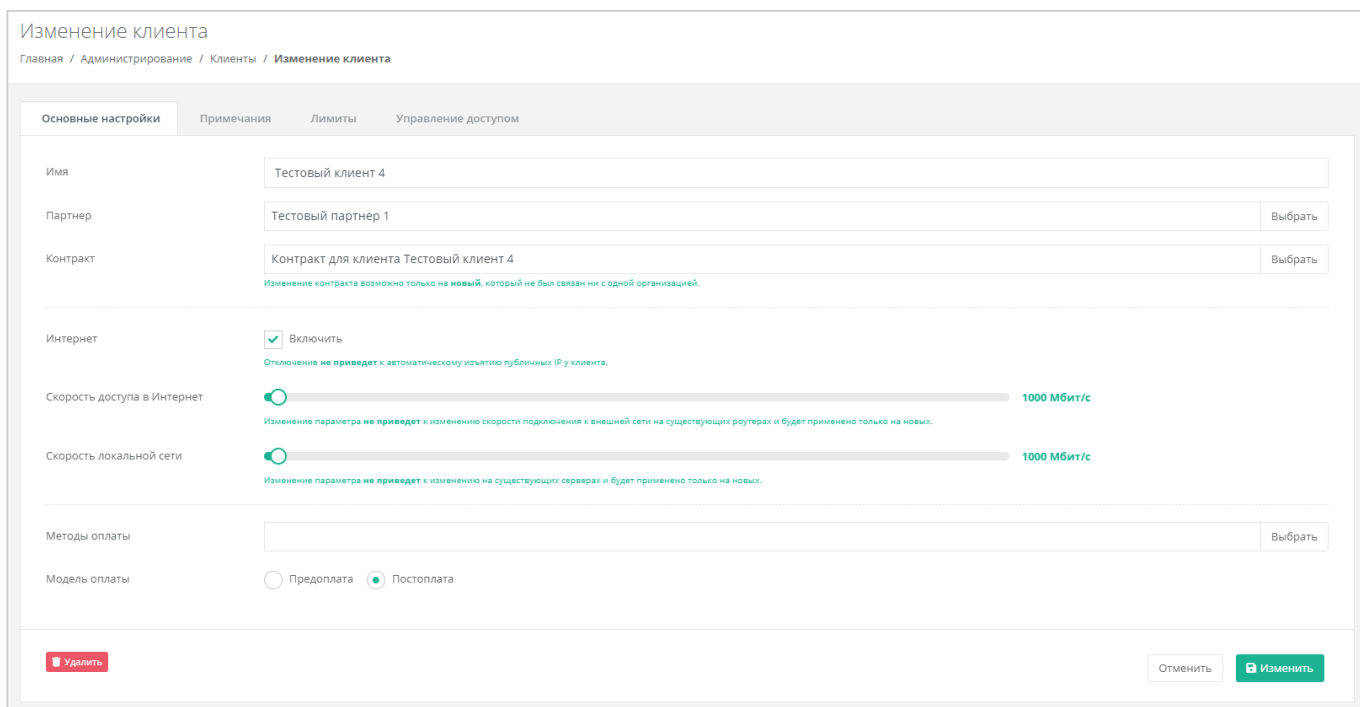 Изменение клиента
Главная / Администрирование / Клиенты / Изменение клиента
Основные настройки Примечания Лимиты Управление доступом
Имя Тестовый клиент 4
Партнер Тестовый партнер 1 Выбрать
Контракт Контракт для клиента Тестовый клиент 4 Выбрать
Изменение контракта возможно только на новый, который не был связан ни с одной организацией.
Интернет Включить
Отключение не приведет к автоматическому изъятию публичных IP у клиента.
Скорость доступа в Интернет 1000 Мбит/с
Изменение параметра не приведет к изменению скорости подключения к внешней сети на существующих роутерах и будет применено только на новых.
Скорость локальной сети 1000 Мбит/с
Изменение параметра не приведет к изменению на существующих серверах и будет применено только на новых.
Методы оплаты Выбрать
Модель оплаты Предоплата Постоплата
Удалить Отменить Изменить